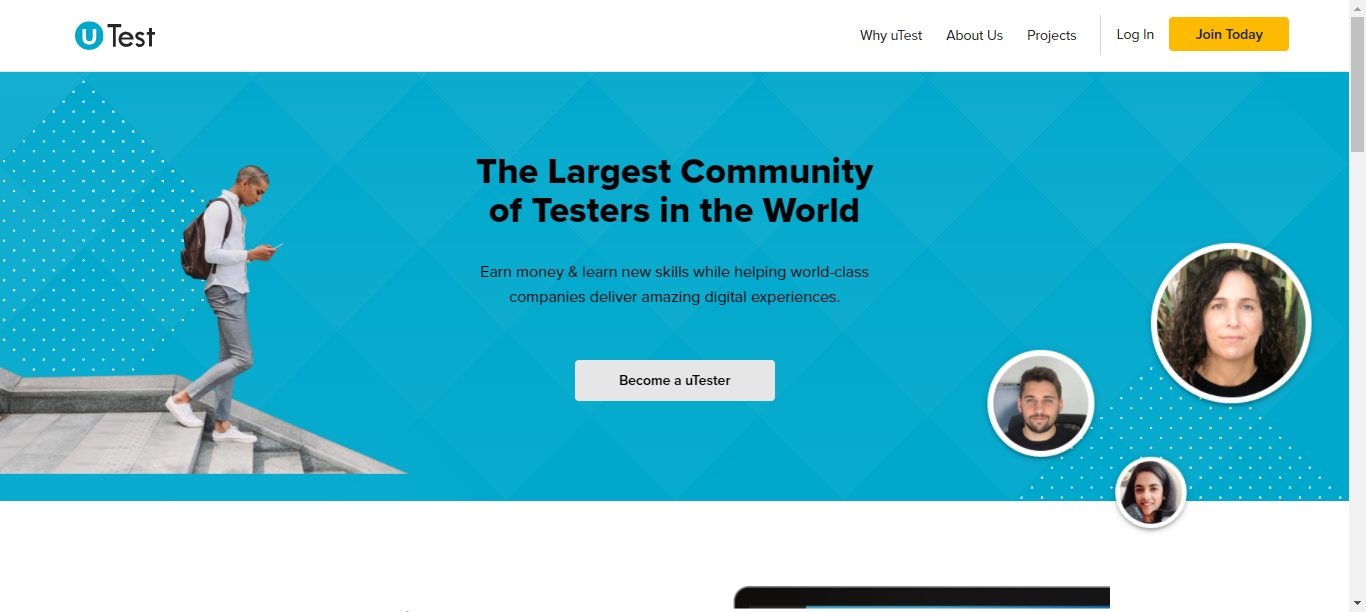 uTest
Why uTest
About Us
Projects
Log In
Join Today
The Largest Community
of Testers in the World
Earn money & learn new skills while helping world-class
companies deliver amazing digital experiences.
Become a uTester